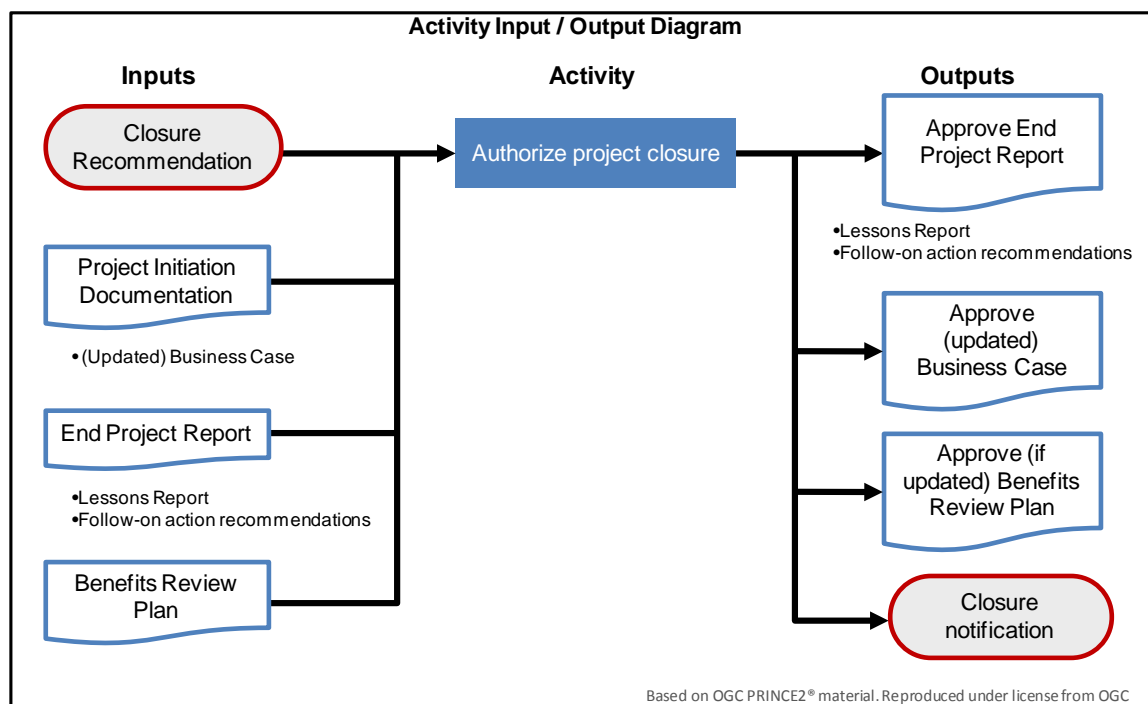 Activity Input / Output Diagram
Inputs
Activity
Outputs
Closure
Recommendation
Project Initiation
Documentation
•(Updated) Business Case
End Project Report
•Lessons Report
•Follow-on action recommendations
Benefits Review
Plan
Authorize project closure
Approve End
Project Report
•Lessons Report
•Follow-on action recommendations
Approve
(updated)
Business Case
Approve (if
updated) Benefits
Review Plan
Closure
notification
Based on OGC PRINCE2® material. Reproduced under license from OGC